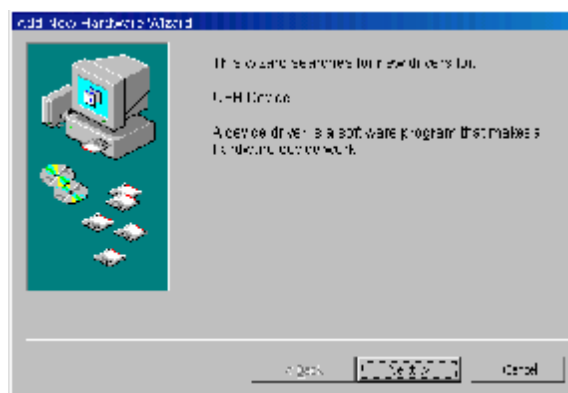 Add New Hardware Wizard
This wizard searches for new drivers for:
Device
A device driver is a software program that makes a
hardware device work.
< Back
Next >
Cancel